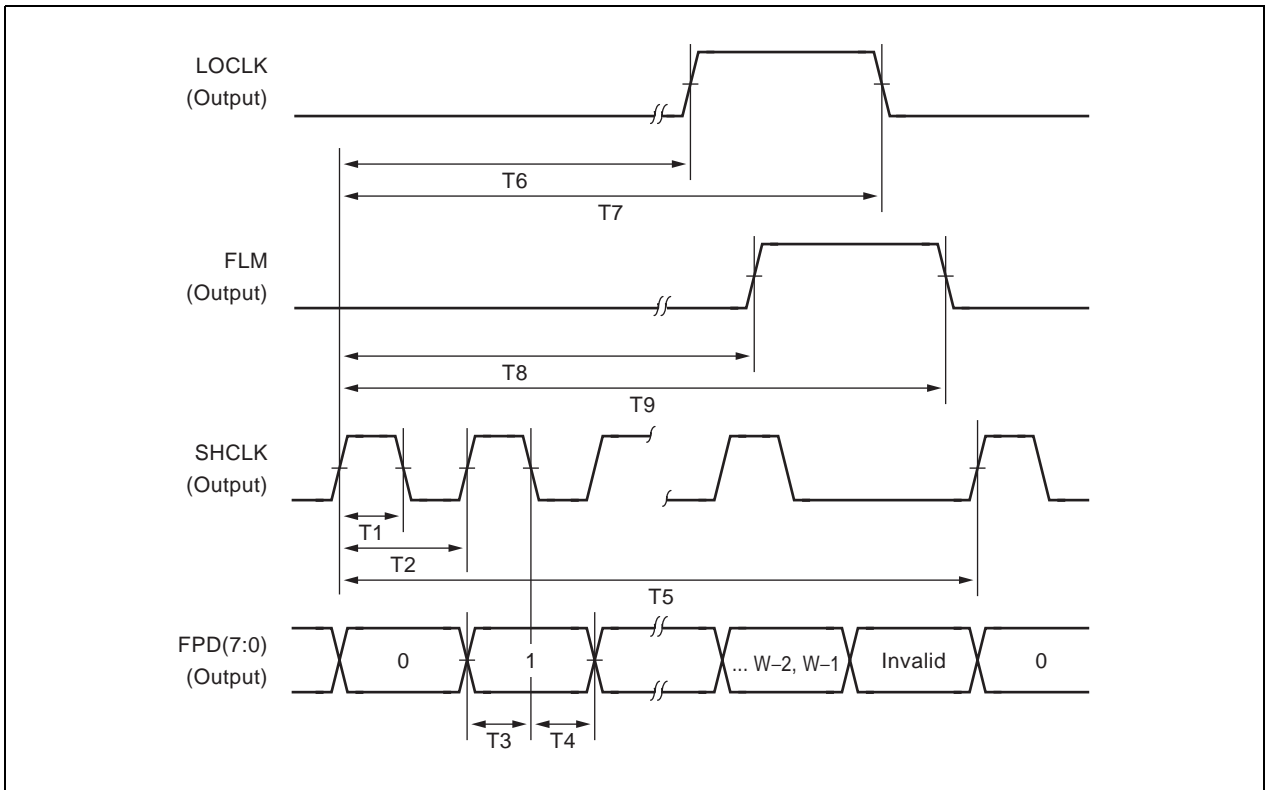 LOCLK
(Output)
T6
T7
FLM
(Output)
T8
T9
SHCLK
(Output)
T1
T2
T5
FPD(7:0)
(Output)
0
1
... W–2, W–1
Invalid
0
T3
T4